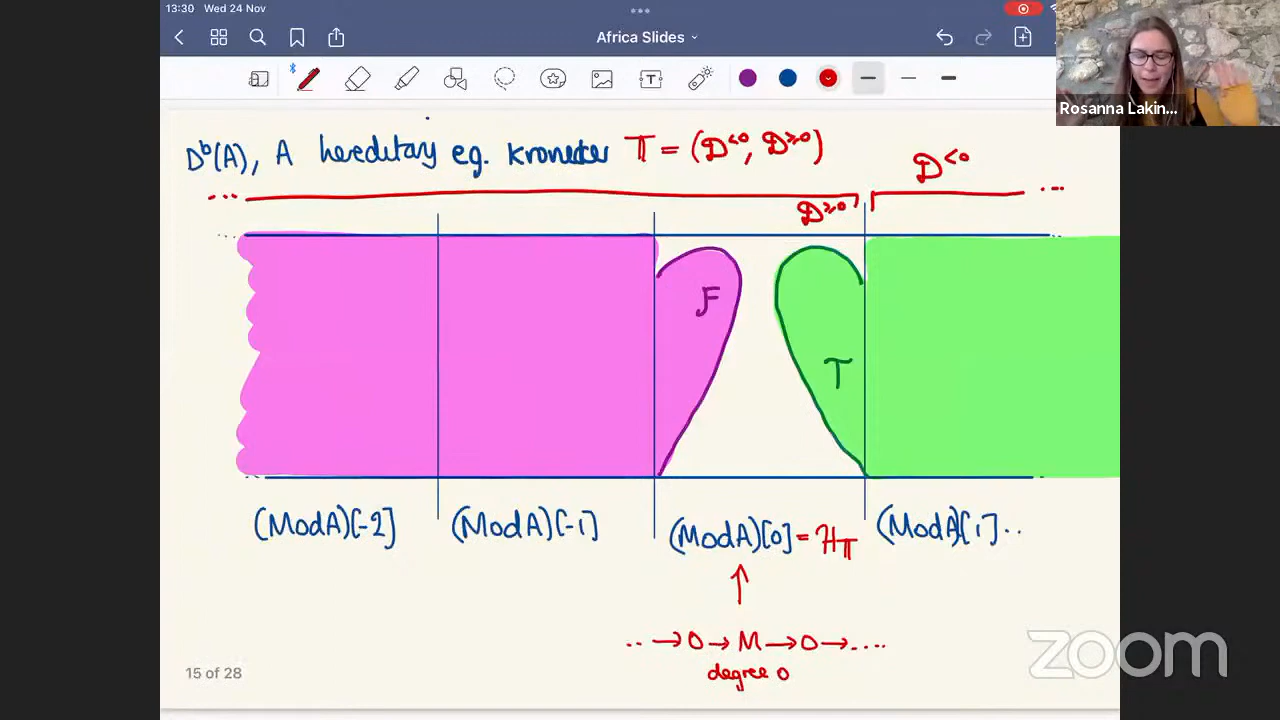 13:30 Wed 24 Nov
Africa Slides
Rosanna Lakin...
D^b(A), A hereditary eg. Kronecker 𝕋 = (D^{<0}, D^{≥0})
D^{<0}
... ...
D^{≥0}
F
T
(ModA)[-2] (ModA)[-1] (ModA)[0] = H_𝕋 (ModA)[1] ..
↑
.. → 0 → M → 0 → ....
degree 0
15 of 28
zoom